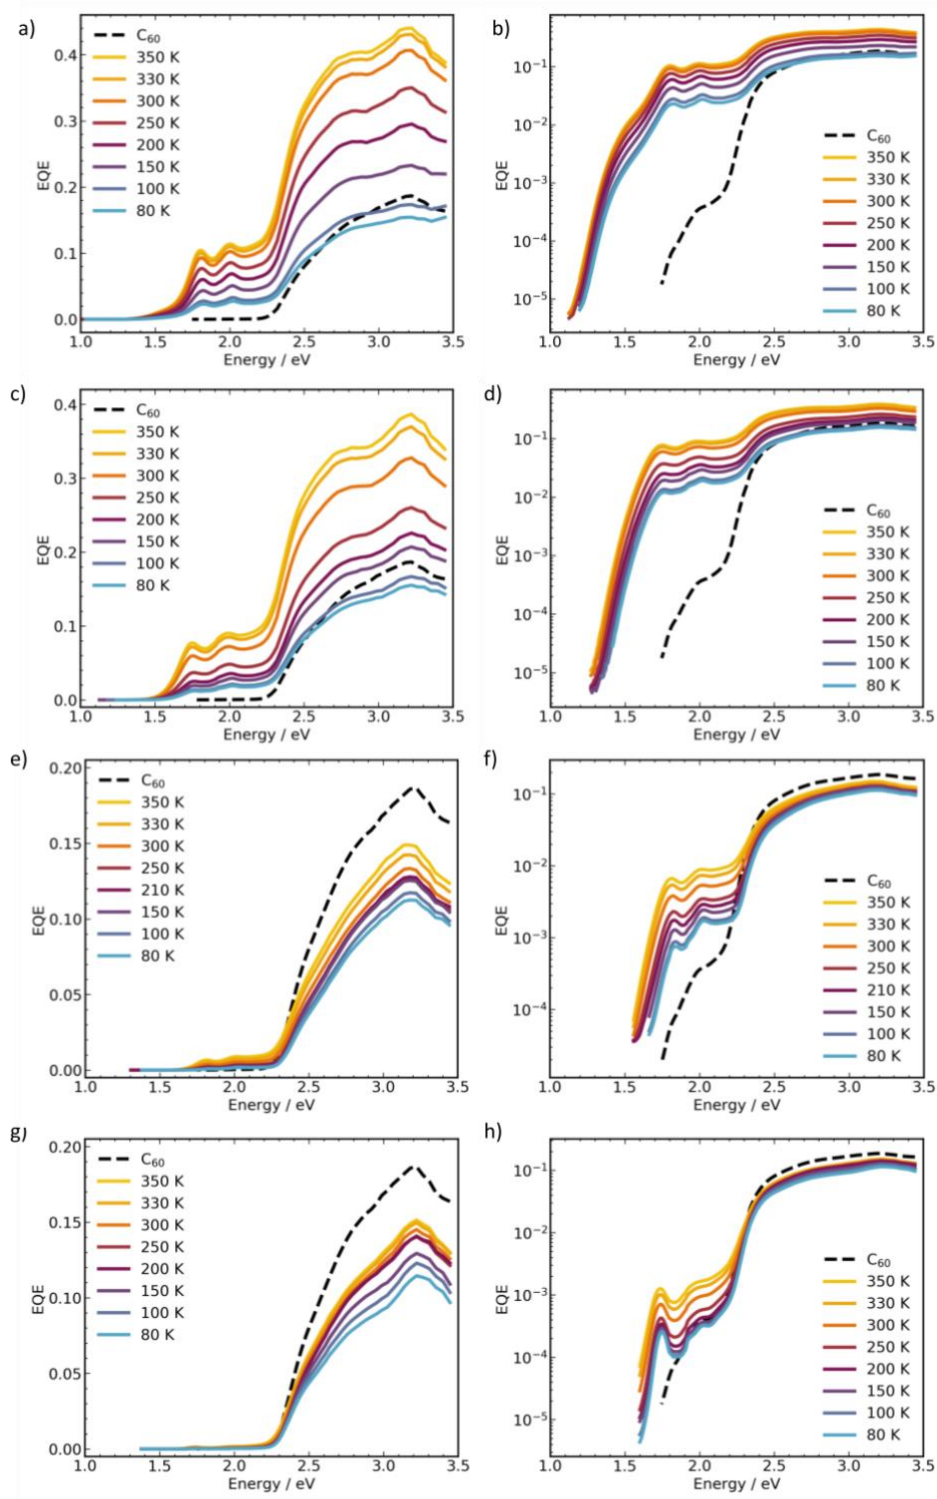 a)
0.4
0.3
0.2
0.1
0.0
EQE
C60
350 K
330 K
300 K
250 K
200 K
150 K
100 K
80 K
1.0 1.5 2.0 2.5 3.0 3.5
Energy / eV
b)
10−1
10−2
10−3
10−4
10−5
EQE
C60
350 K
330 K
300 K
250 K
200 K
150 K
100 K
80 K
1.0 1.5 2.0 2.5 3.0 3.5
Energy / eV
c)
0.4
0.3
0.2
0.1
0.0
EQE
C60
350 K
330 K
300 K
250 K
200 K
150 K
100 K
80 K
1.0 1.5 2.0 2.5 3.0 3.5
Energy / eV
d)
10−1
10−2
10−3
10−4
10−5
EQE
C60
350 K
330 K
300 K
250 K
200 K
150 K
100 K
80 K
1.0 1.5 2.0 2.5 3.0 3.5
Energy / eV
e)
0.20
0.15
0.10
0.05
0.00
EQE
C60
350 K
330 K
300 K
250 K
210 K
150 K
100 K
80 K
1.0 1.5 2.0 2.5 3.0 3.5
Energy / eV
f)
10−1
10−2
10−3
10−4
EQE
C60
350 K
330 K
300 K
250 K
210 K
150 K
100 K
80 K
1.0 1.5 2.0 2.5 3.0 3.5
Energy / eV
g)
0.20
0.15
0.10
0.05
0.00
EQE
C60
350 K
330 K
300 K
250 K
200 K
150 K
100 K
80 K
1.0 1.5 2.0 2.5 3.0 3.5
Energy / eV
h)
10−1
10−2
10−3
10−4
10−5
EQE
C60
350 K
330 K
300 K
250 K
200 K
150 K
100 K
80 K
1.0 1.5 2.0 2.5 3.0 3.5
Energy / eV